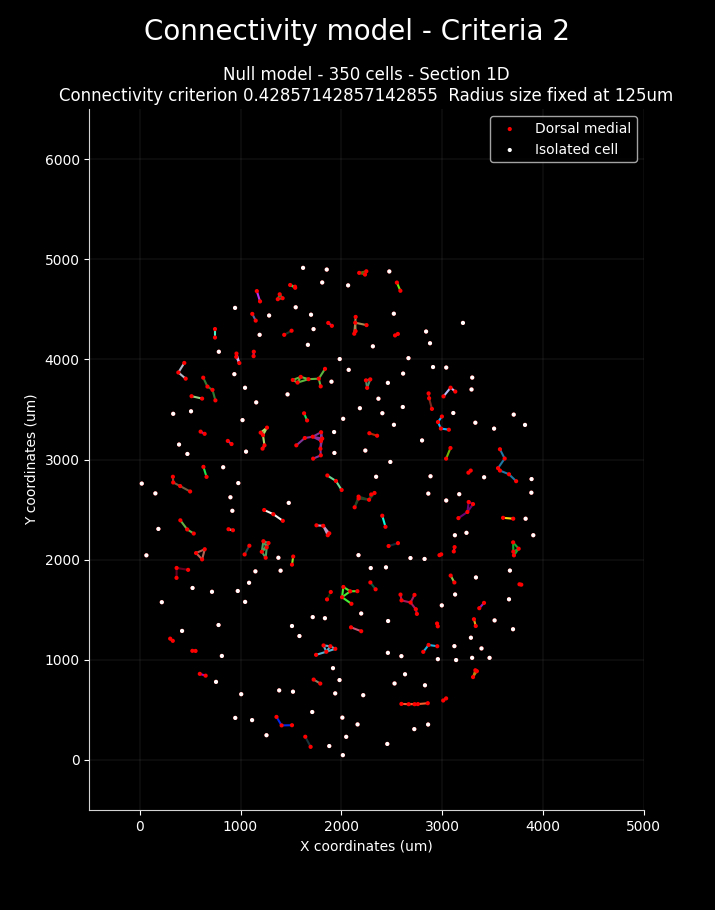 Connectivity model - Criteria 2
Null model - 350 cells - Section 1D
Connectivity criterion 0.42857142857142855  Radius size fixed at 125um
Dorsal medial
Isolated cell
6000
5000
4000
3000
2000
1000
0
Y coordinates (um)
0 1000 2000 3000 4000 5000
X coordinates (um)